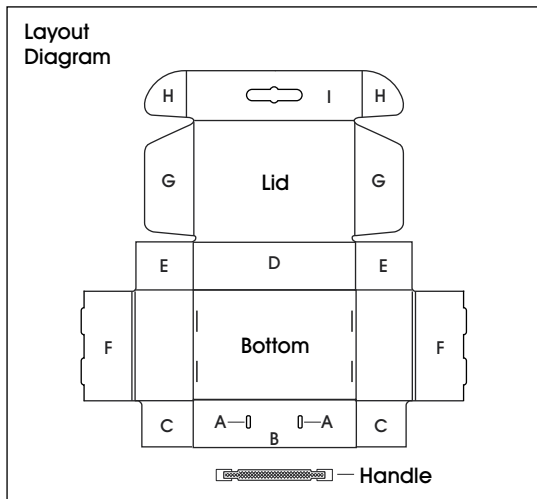 Layout
Diagram
H I H
G Lid G
E D E
F Bottom F
C A A C
B
Handle